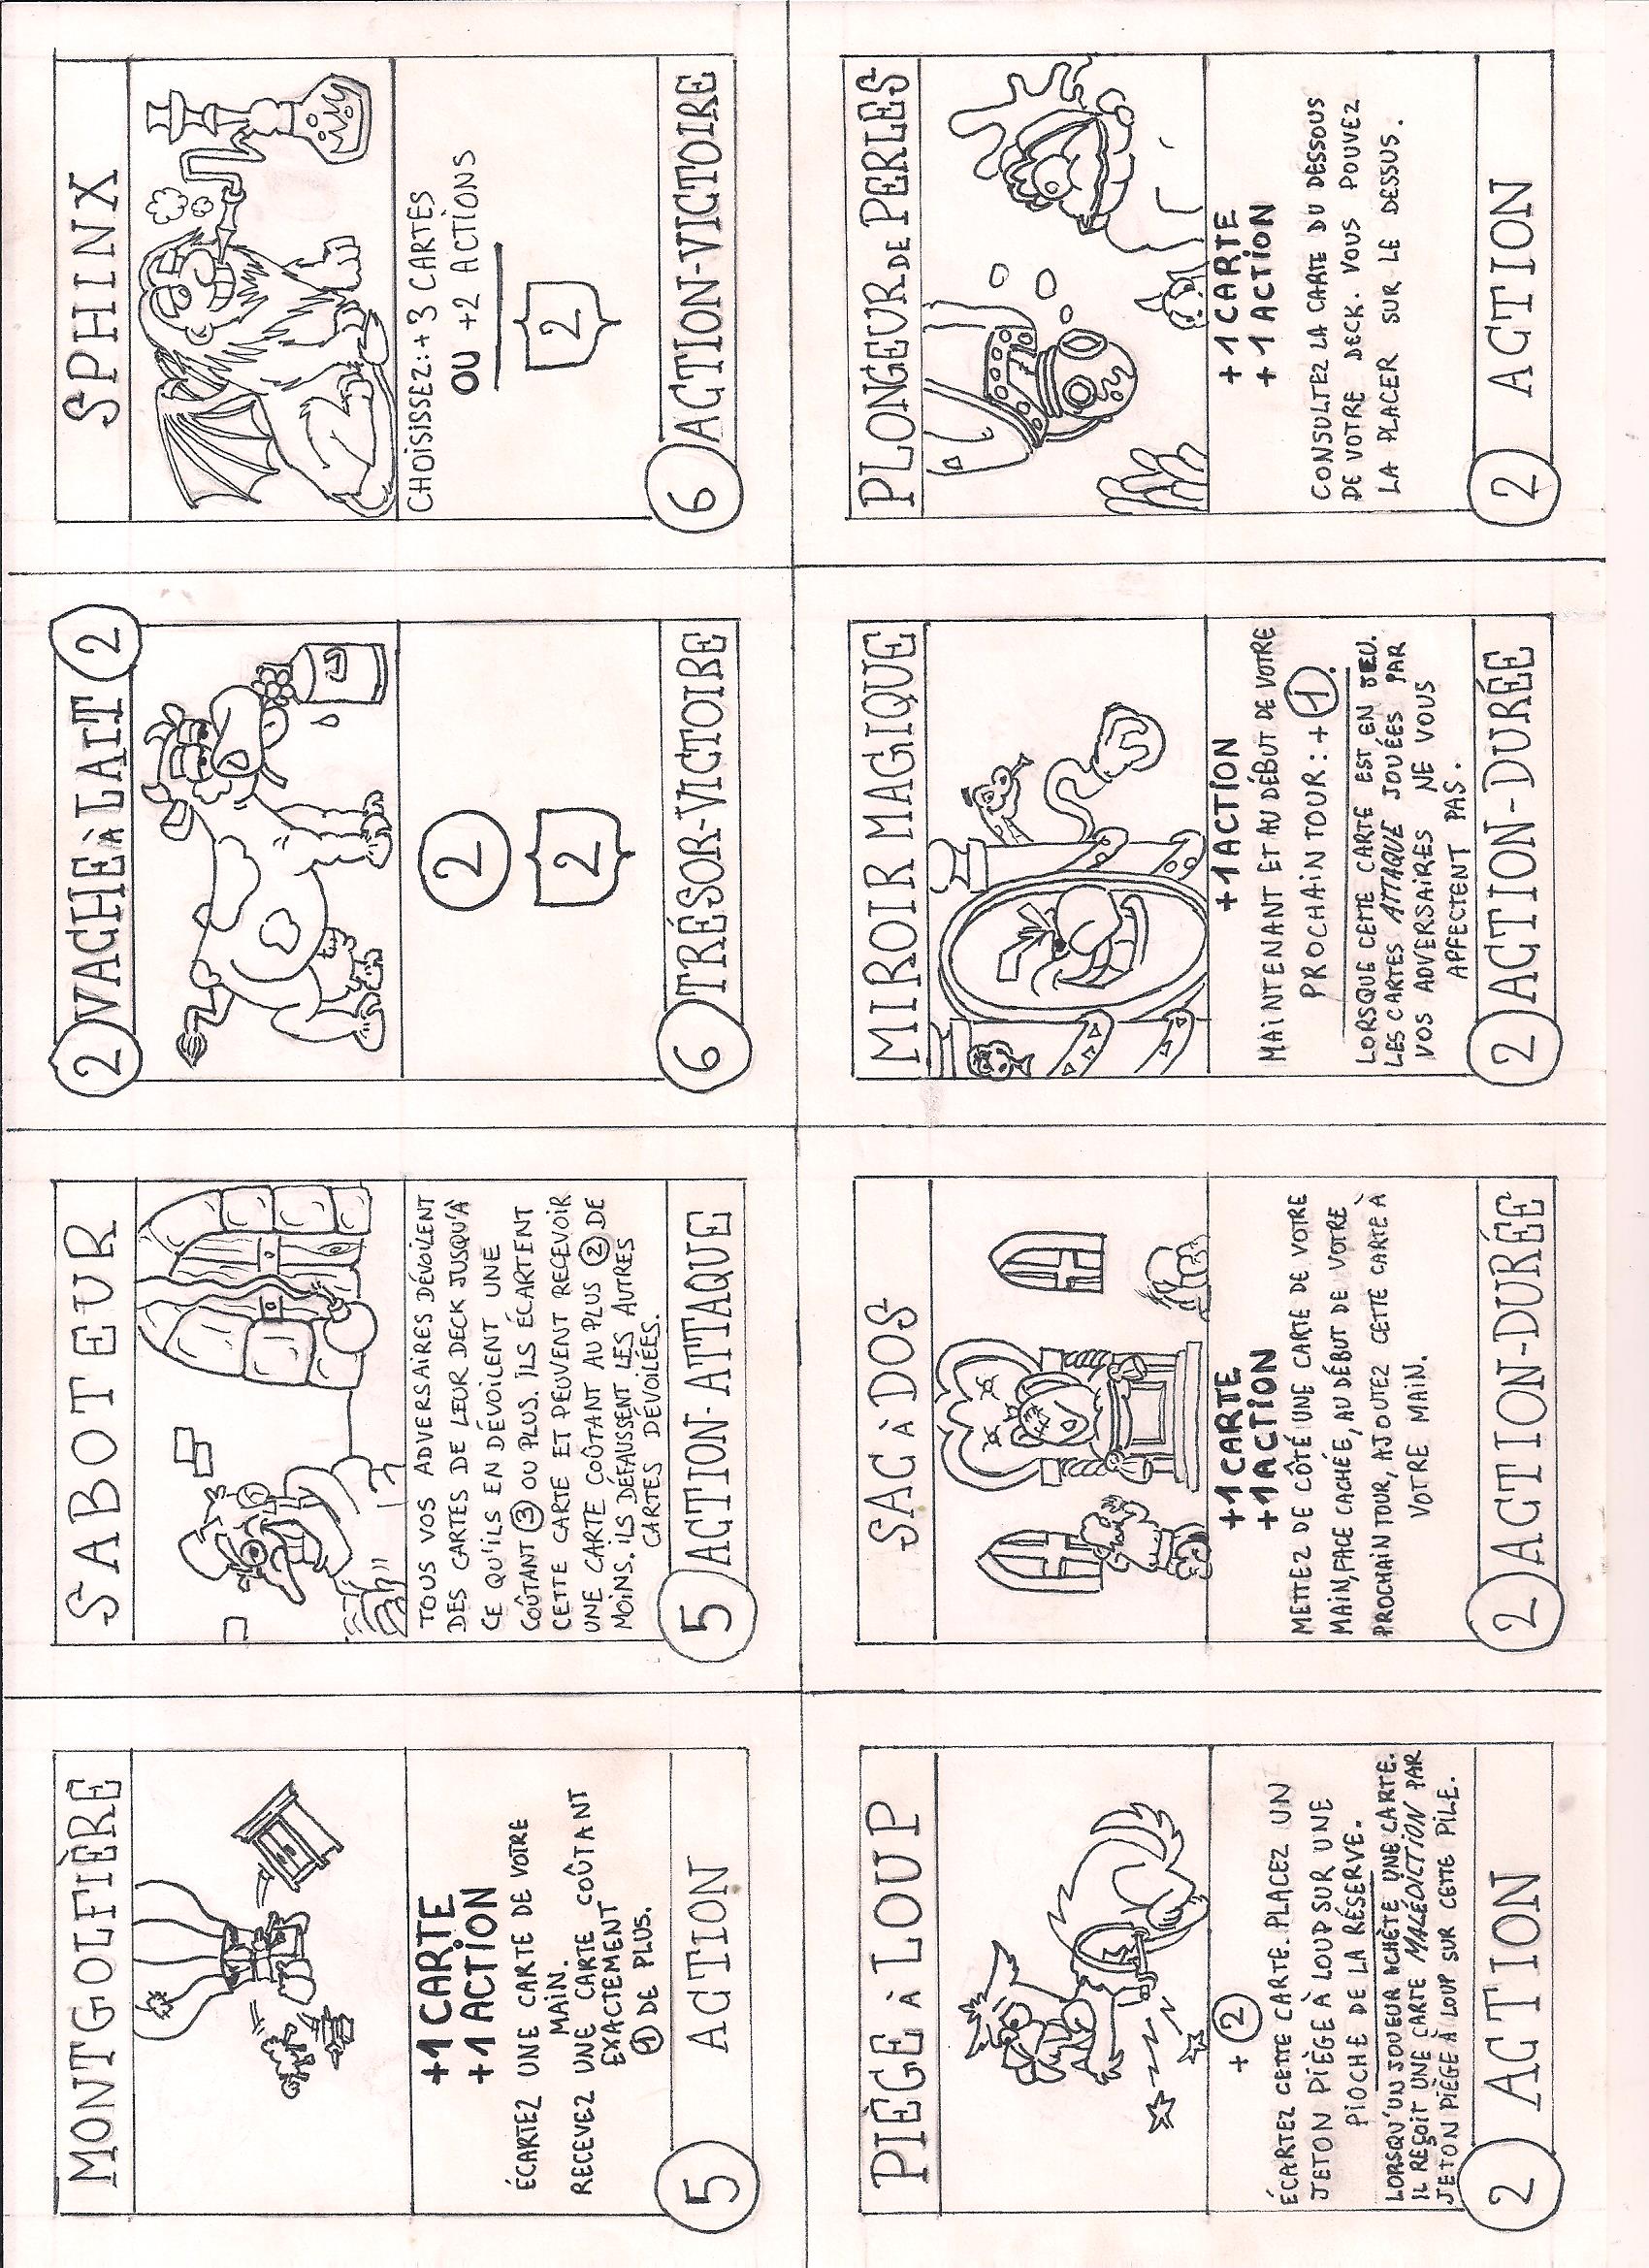 MONTGOLFIÈRE
+1 CARTE
+1 ACTION
ÉCARTEZ UNE CARTE DE VOTRE
MAIN.
RECEVEZ UNE CARTE COÛTANT
EXACTEMENT
1 DE PLUS.
5 ACTION
SABOTEUR
TOUS VOS ADVERSAIRES DÉVOILENT
DES CARTES DE LEUR DECK JUSQU'À
CE QU'ILS EN DÉVOILENT UNE
COÛTANT 3 OU PLUS. ILS ÉCARTENT
CETTE CARTE ET PEUVENT RECEVOIR
UNE CARTE COÛTANT AU PLUS 2 DE
MOINS. ILS DÉFAUSSENT LES AUTRES
CARTES DÉVOILÉES.
5 ACTION-ATTAQUE
2 VACHE À LAIT 2
2
2
6 TRÉSOR-VICTOIRE
SPHINX
CHOISISSEZ: +3 CARTES
OU +2 ACTIONS
2
6 ACTION-VICTOIRE
PIÈGE À LOUP
+ 2
ÉCARTEZ CETTE CARTE. PLACEZ UN
JETON PIÈGE À LOUP SUR UNE
PIOCHE DE LA RÉSERVE.
LORSQU'UN JOUEUR ACHÈTE UNE CARTE.
IL REÇOIT UNE CARTE MALÉDICTION PAR
JETON PIÈGE À LOUP SUR CETTE PILE.
2 ACTION
SAC À DOS
+1 CARTE
+1 ACTION
METTEZ DE CÔTÉ UNE CARTE DE VOTRE
MAIN, FACE CACHÉE, AU DÉBUT DE VOTRE
PROCHAIN TOUR, AJOUTEZ CETTE CARTE À
VOTRE MAIN.
2 ACTION-DURÉE
MIROIR MAGIQUE
+1 ACTION
MAINTENANT ET AU DÉBUT DE VOTRE
PROCHAIN TOUR: + 1.
LORSQUE CETTE CARTE EST EN JEU.
LES CARTES ATTAQUE JOUÉES PAR
VOS ADVERSAIRES NE VOUS
AFFECTENT PAS.
2 ACTION-DURÉE
PLONGEUR DE PERLES
+1 CARTE
+1 ACTION
CONSULTEZ LA CARTE DU DESSOUS
DE VOTRE DECK. VOUS POUVEZ
LA PLACER SUR LE DESSUS.
2 ACTION